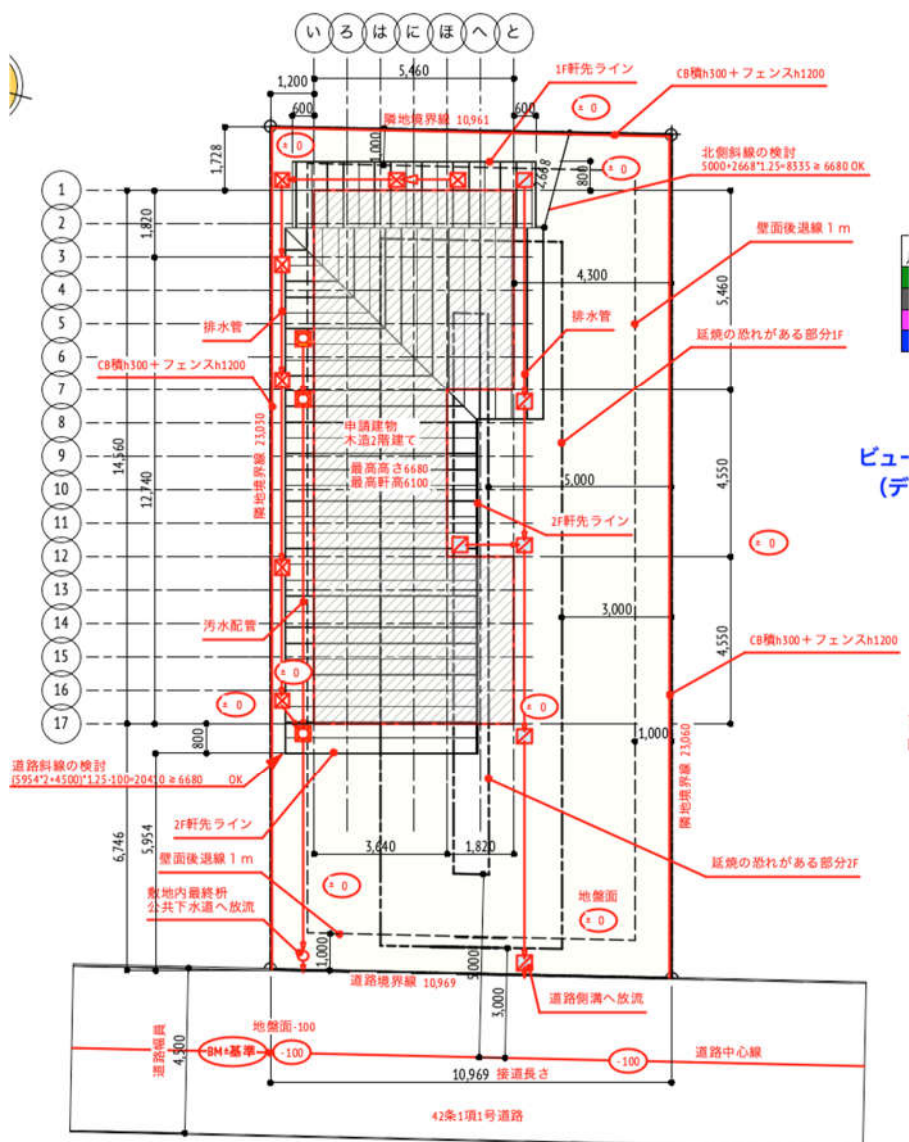 い ろ は に ほ へ と
5,460
1F軒先ライン
CB積h300+フェンスh1200
1,200
600
隣地境界線 10,961
600
± 0
± 0
± 0
1,728
1,000
2,668
800
北側斜線の検討
5000+2668*1.25=8335 ≧ 6680 OK
1
2
3
4
5
6
7
8
9
10
11
12
13
14
15
16
17
1,820
壁面後退線1m
4,300
5,460
排水管
排水管
延焼の恐れがある部分1F
CB積h300+フェンスh1200
隣地境界線 23,030
申請建物
木造2階建て
最高高さ6680
最高軒高6100
14,560
12,740
5,000
4,550
ビュー
(デ
2F軒先ライン
± 0
汚水配管
3,000
4,550
CB積h300+フェンスh1200
± 0
± 0
± 0
1,000
800
隣地境界線 23,060
道路斜線の検討
(5954*2+4500)*1.25-100=20410 ≧ 6680 OK
2F軒先ライン
6,746
5,954
3,640
1,820
壁面後退線1m
延焼の恐れがある部分2F
敷地内最終桝
公共下水道へ放流
± 0
地盤面
± 0
1,000
5,000
3,000
道路境界線 10,969
道路側溝へ放流
道路幅員
4,500
地盤面-100
BM±基準
-100
-100
道路中心線
10,969 接道長さ
42条1項1号道路